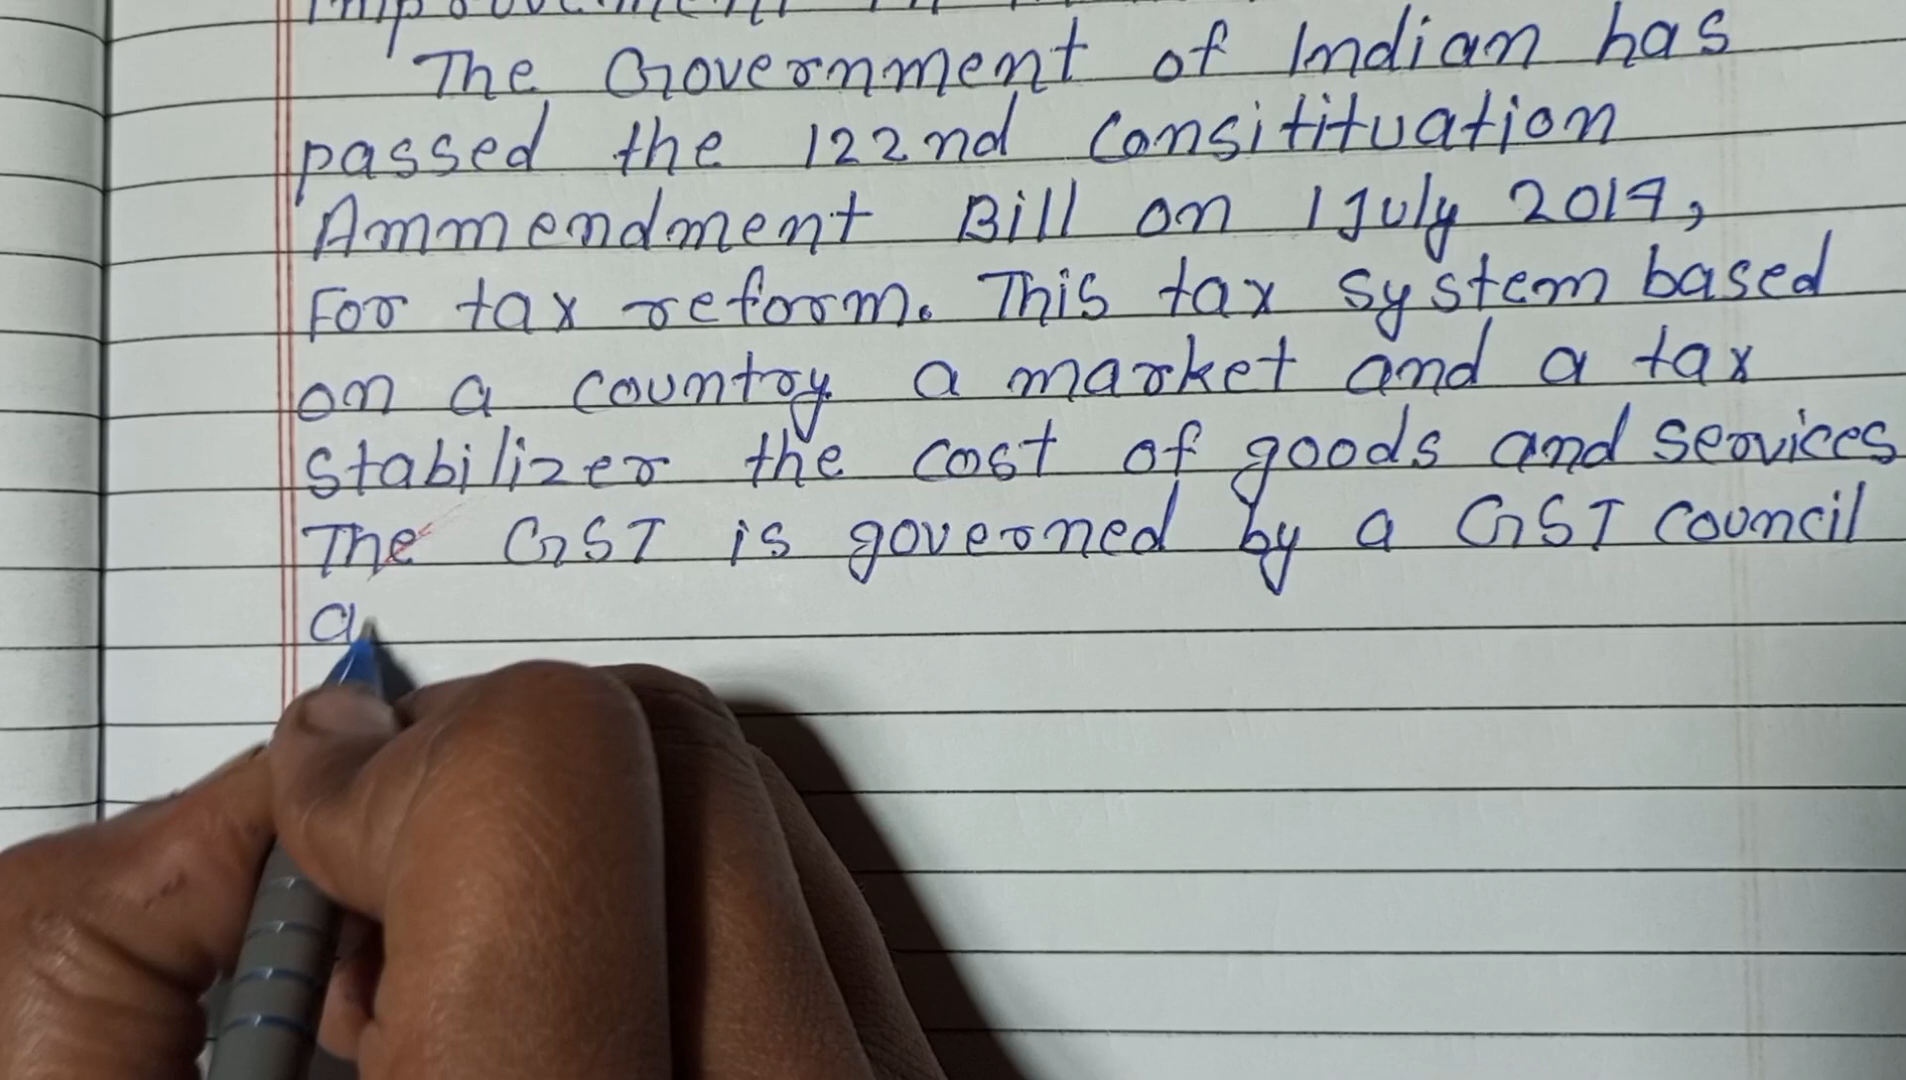 The Government of Indian has
passed the 122nd Consitituation
Ammendment Bill on 1 July 2017,
For tax reform. This tax system based
on a country a market and a tax
stabilizer the cost of goods and services
The GST is governed by a GST Council
a